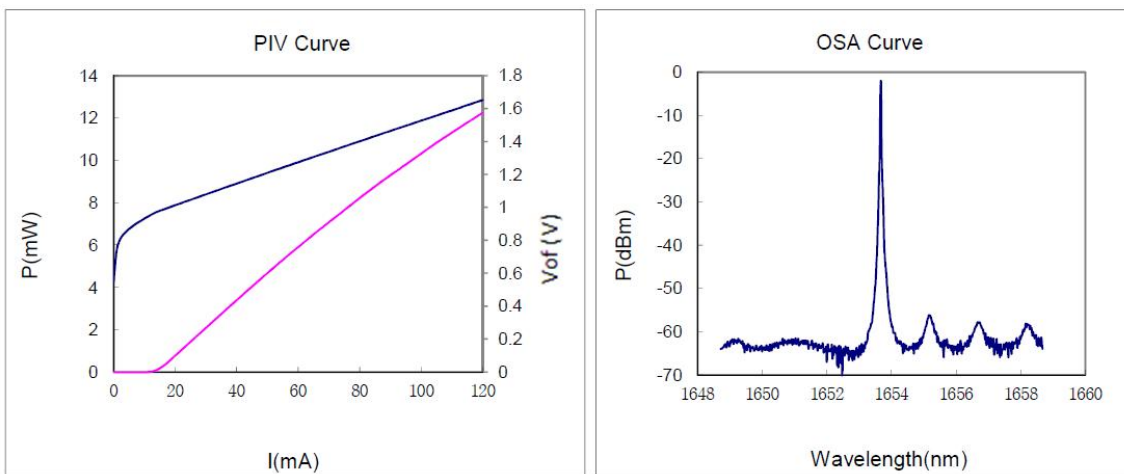 PIV Curve
14
12
10
8
6
4
2
0
P(mW)
1.8
1.6
1.4
1.2
1
0.8
0.6
0.4
0.2
0
Vof (V)
0 20 40 60 80 100 120
I(mA)
OSA Curve
0
-10
-20
-30
-40
-50
-60
-70
P(dBm)
1648 1650 1652 1654 1656 1658 1660
Wavelength(nm)